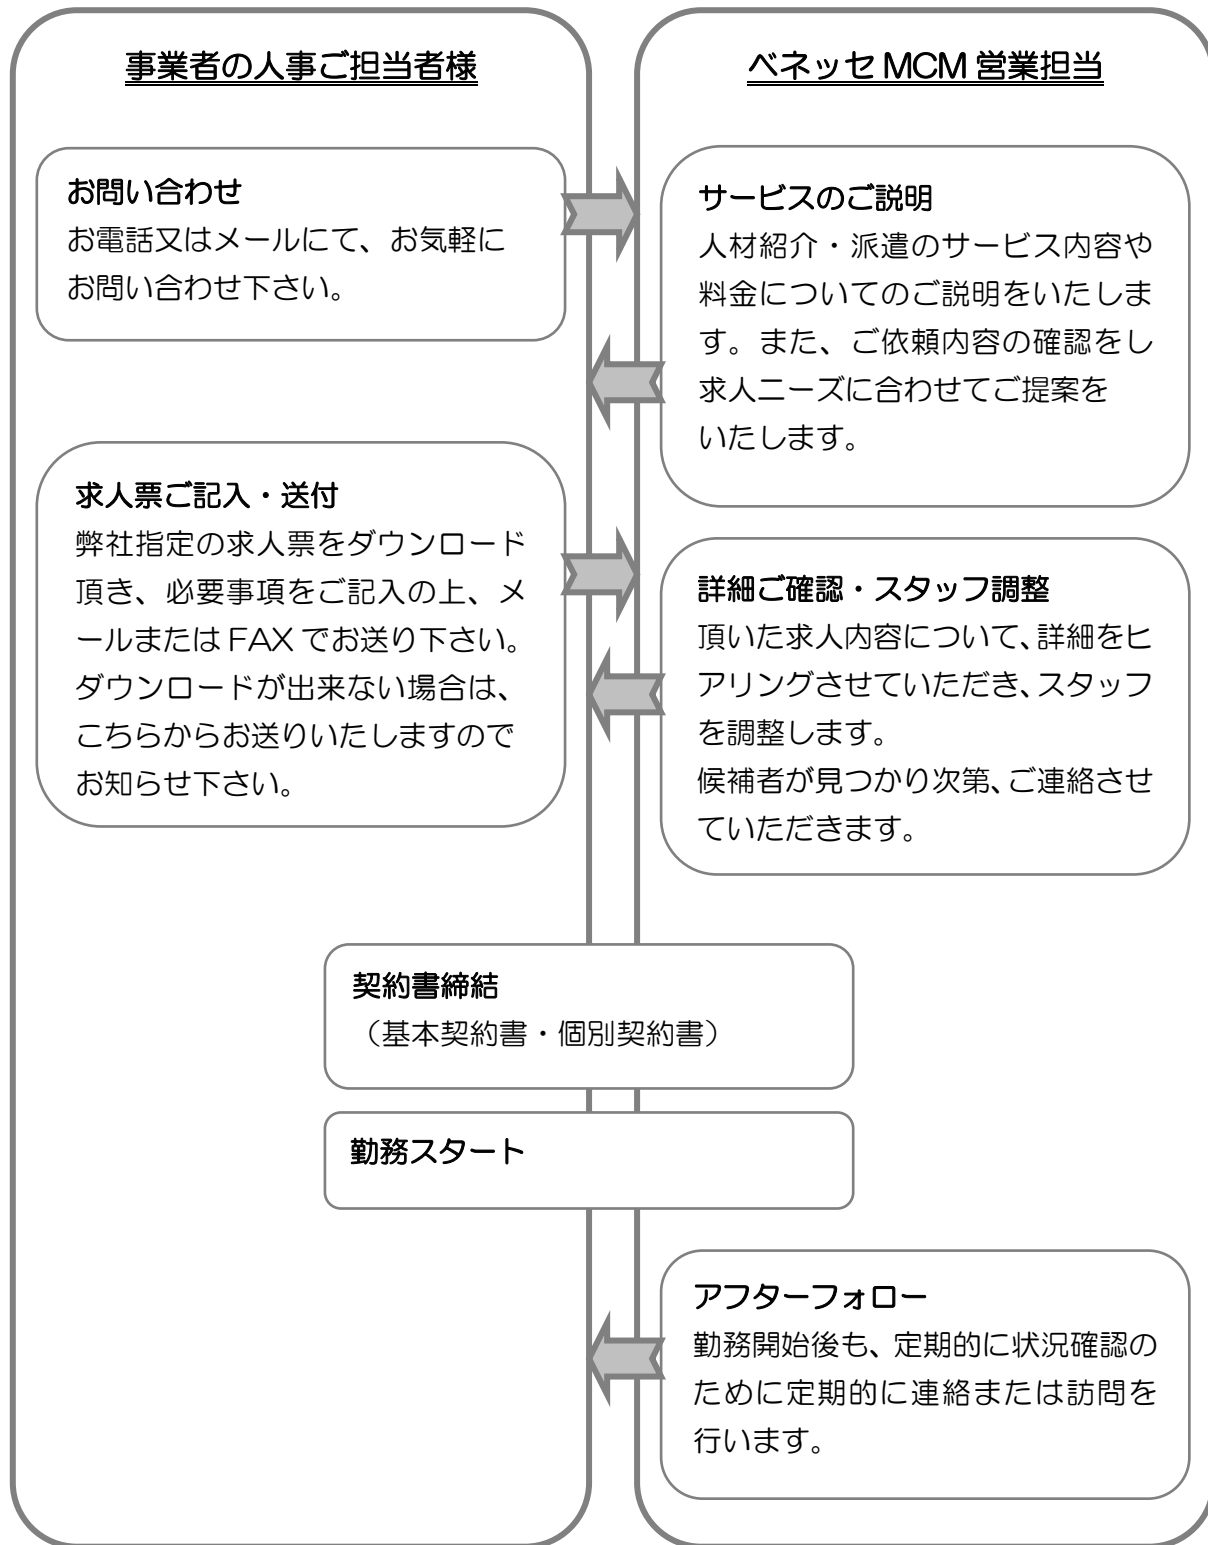 事業者の人事ご担当者様
ベネッセ MCM 営業担当
お問い合わせ
お電話又はメールにて、お気軽に
お問い合わせ下さい。
サービスのご説明
人材紹介・派遣のサービス内容や
料金についてのご説明をいたしま
す。また、ご依頼内容の確認をし
求人ニーズに合わせてご提案を
いたします。
求人票ご記入・送付
弊社指定の求人票をダウンロード
頂き、必要事項をご記入の上、メ
ールまたは FAX でお送り下さい。
ダウンロードが出来ない場合は、
こちらからお送りいたしますので
お知らせ下さい。
詳細ご確認・スタッフ調整
頂いた求人内容について、詳細をヒ
アリングさせていただき、スタッフ
を調整します。
候補者が見つかり次第、ご連絡させ
ていただきます。
契約書締結
（基本契約書・個別契約書）
勤務スタート
アフターフォロー
勤務開始後も、定期的に状況確認の
ために定期的に連絡または訪問を
行います。